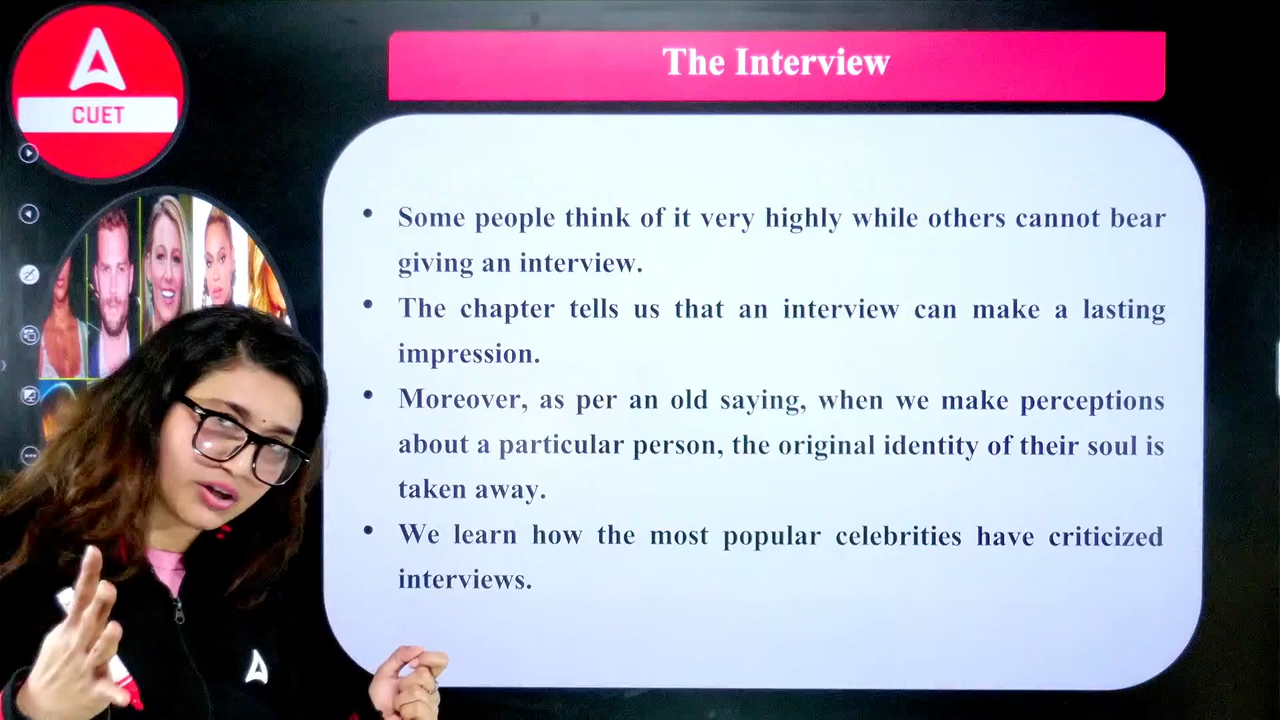 CUET
The Interview
• Some people think of it very highly while others cannot bear
giving an interview.
• The chapter tells us that an interview can make a lasting
impression.
• Moreover, as per an old saying, when we make perceptions
about a particular person, the original identity of their soul is
taken away.
• We learn how the most popular celebrities have criticized
interviews.